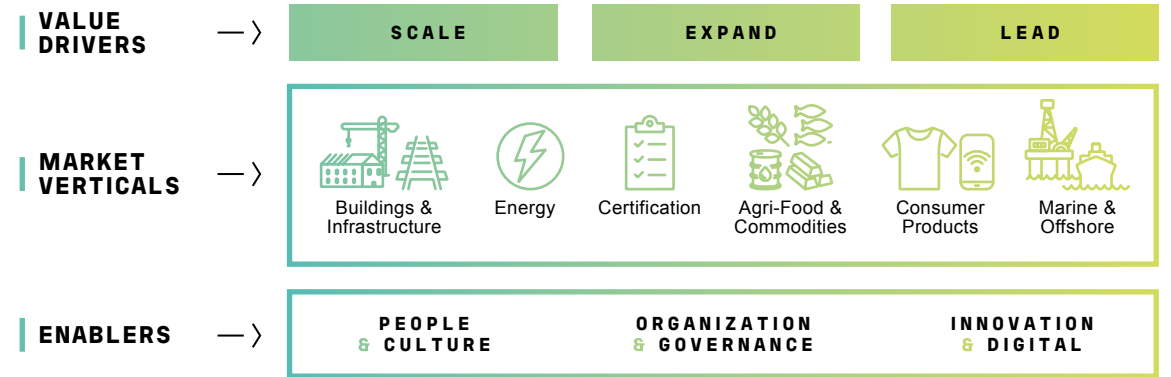 VALUE
DRIVERS
SCALE
EXPAND
LEAD
MARKET
VERTICALS
Buildings &
Infrastructure
Energy
Certification
Agri-Food &
Commodities
Consumer
Products
Marine &
Offshore
ENABLERS
PEOPLE
& CULTURE
ORGANIZATION
& GOVERNANCE
INNOVATION
& DIGITAL